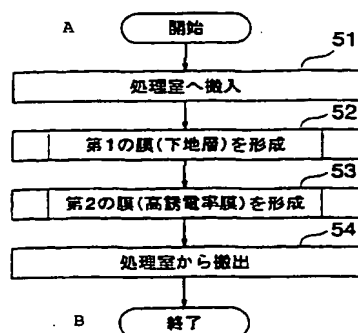 A 開始
51
処理室へ搬入
52
第1の膜(下地層)を形成
53
第2の膜(高誘電率膜)を形成
54
処理室から搬出
B 終了